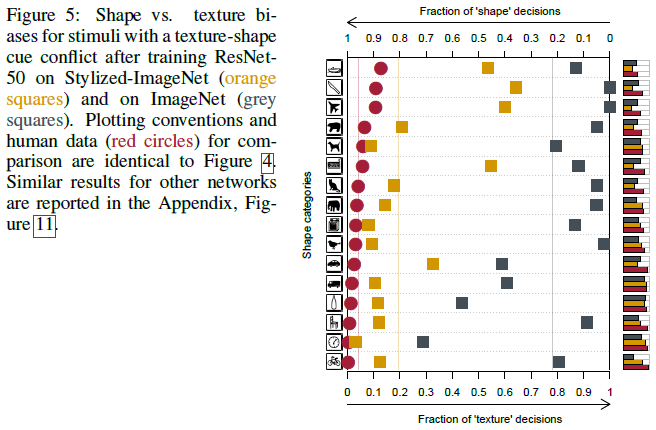 Figure 5: Shape vs. texture bi-
ases for stimuli with a texture-shape
cue conflict after training ResNet-
50 on Stylized-ImageNet (orange
squares) and on ImageNet (grey
squares). Plotting conventions and
human data (red circles) for com-
parison are identical to Figure 4.
Similar results for other networks
are reported in the Appendix, Fig-
ure 11.
Fraction of 'shape' decisions
1 0.9 0.8 0.7 0.6 0.5 0.4 0.3 0.2 0.1 0
Shape categories
0 0.1 0.2 0.3 0.4 0.5 0.6 0.7 0.8 0.9 1
Fraction of 'texture' decisions